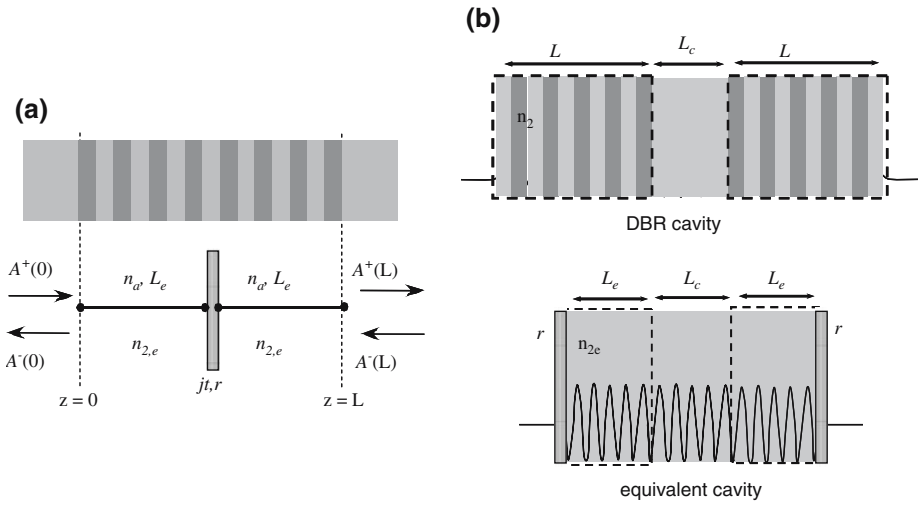 (a)
A⁺(0)
A⁻(0)
nₐ, Lₑ
nₐ, Lₑ
n₂,ₑ
n₂,ₑ
jt,r
A⁺(L)
A⁻(L)
z = 0
z = L
(b)
L
L_c
L
n₂
DBR cavity
Lₑ
L_c
Lₑ
r
n₂ₑ
r
equivalent cavity